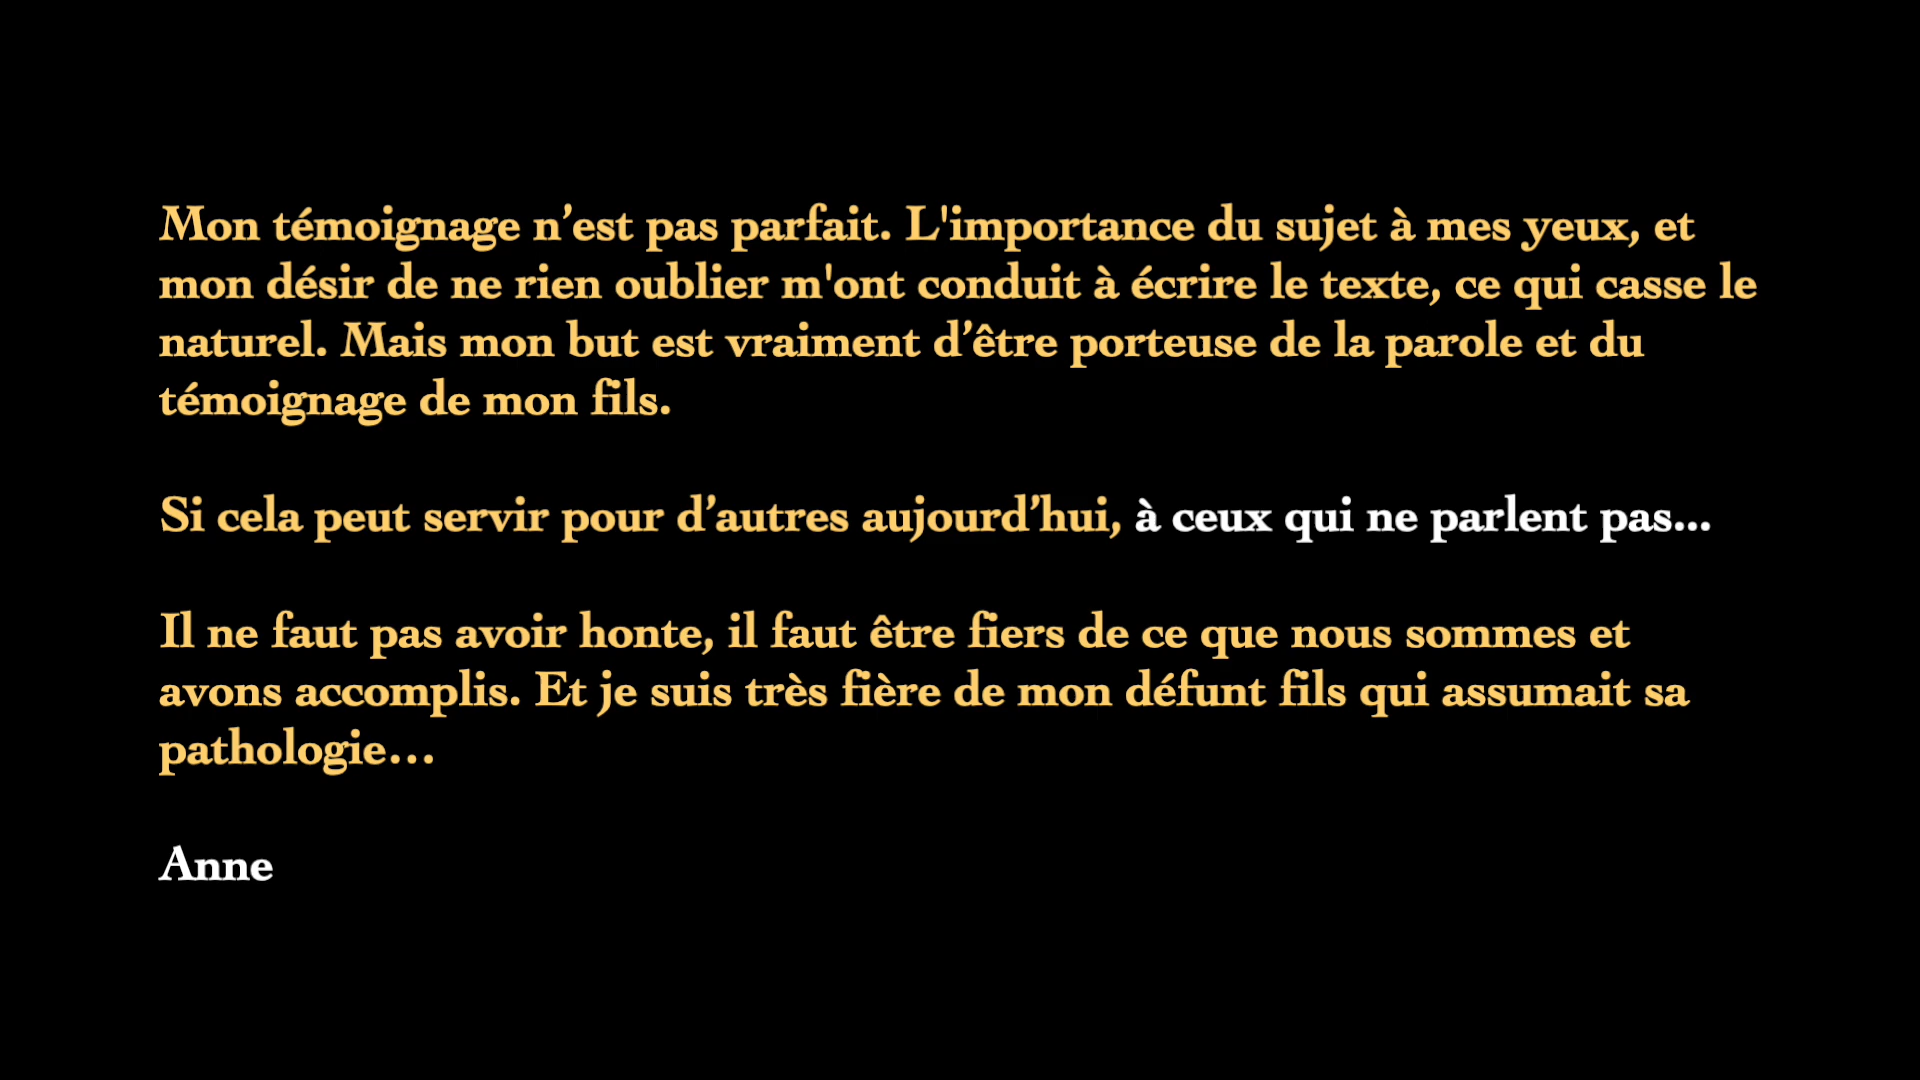 Mon témoignage n’est pas parfait. L'importance du sujet à mes yeux, et
mon désir de ne rien oublier m'ont conduit à écrire le texte, ce qui casse le
naturel. Mais mon but est vraiment d’être porteuse de la parole et du
témoignage de mon fils.
Si cela peut servir pour d’autres aujourd’hui, à ceux qui ne parlent pas...
Il ne faut pas avoir honte, il faut être fiers de ce que nous sommes et
avons accomplis. Et je suis très fière de mon défunt fils qui assumait sa
pathologie…
Anne